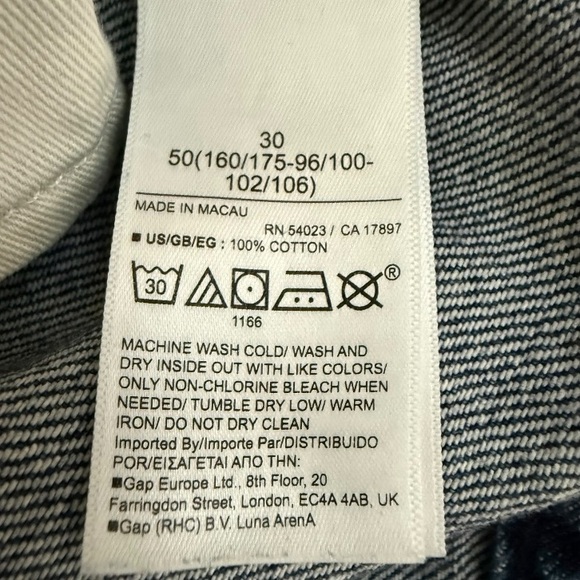 30
50(160/175-96/100-
102/106)
MADE IN MACAU
RN 54023 / CA 17897
■ US/GB/EG : 100% COTTON
30 ®
1166
MACHINE WASH COLD/ WASH AND
DRY INSIDE OUT WITH LIKE COLORS/
ONLY NON-CHLORINE BLEACH WHEN
NEEDED/ TUMBLE DRY LOW/ WARM
IRON/ DO NOT DRY CLEAN
Imported By/Importe Par/DISTRIBUIDO
POR/ΕΙΣΑΓΕΤΑΙ ΑΠΟ ΤΗΝ:
■Gap Europe Ltd., 8th Floor, 20
Farringdon Street, London, EC4A 4AB, UK
■Gap (RHC) B.V. Luna ArenA